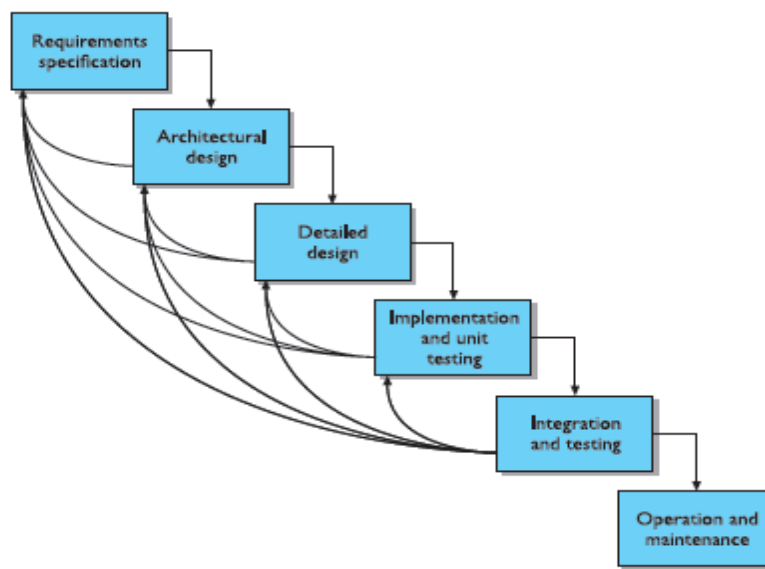 Requirements
specification
Architectural
design
Detailed
design
Implementation
and unit
testing
Integration
and testing
Operation and
maintenance